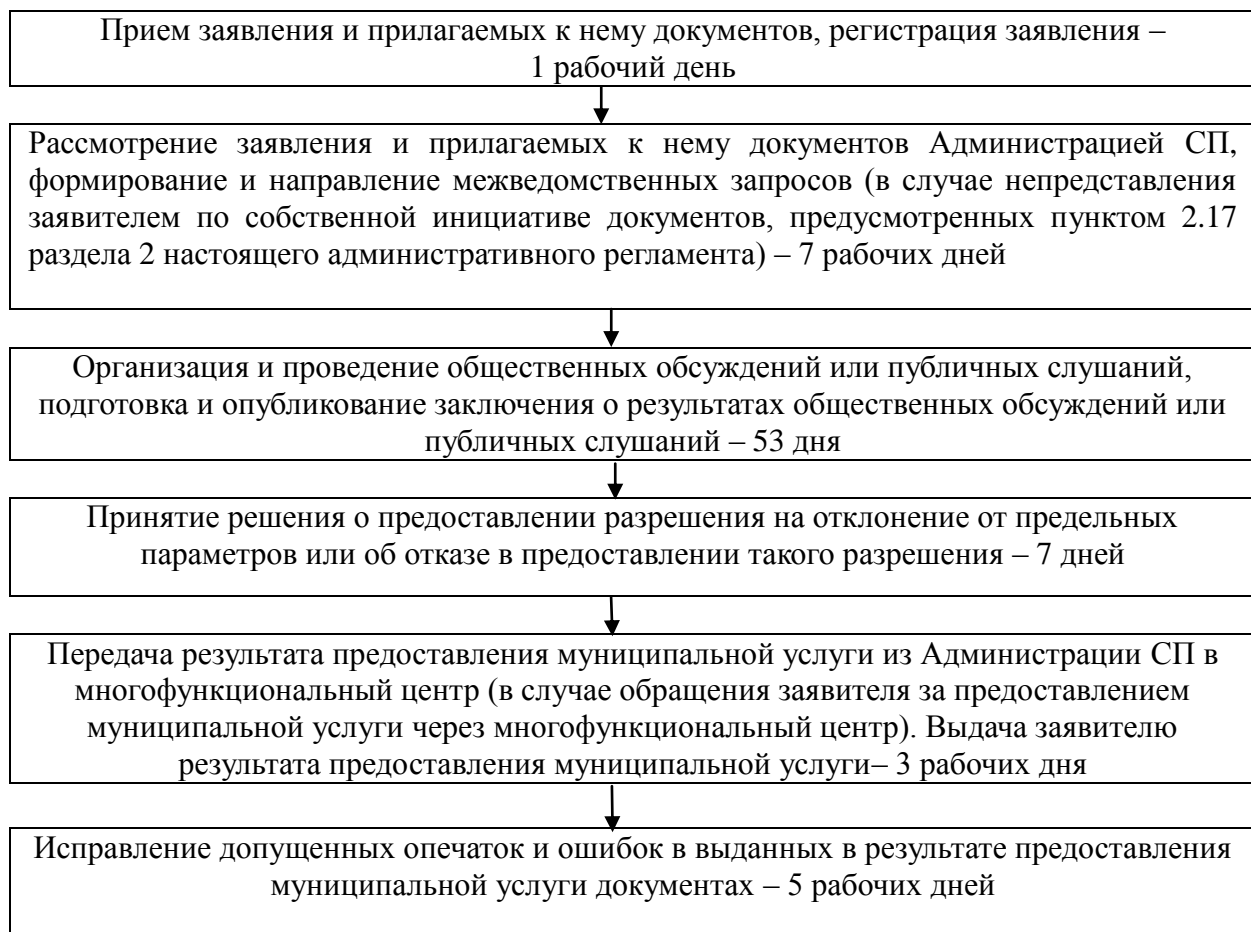 Прием заявления и прилагаемых к нему документов, регистрация заявления –
1 рабочий день
Рассмотрение заявления и прилагаемых к нему документов Администрацией СП,
формирование и направление межведомственных запросов (в случае непредставления
заявителем по собственной инициативе документов, предусмотренных пунктом 2.17
раздела 2 настоящего административного регламента) – 7 рабочих дней
Организация и проведение общественных обсуждений или публичных слушаний,
подготовка и опубликование заключения о результатах общественных обсуждений или
публичных слушаний – 53 дня
Принятие решения о предоставлении разрешения на отклонение от предельных
параметров или об отказе в предоставлении такого разрешения – 7 дней
Передача результата предоставления муниципальной услуги из Администрации СП в
многофункциональный центр (в случае обращения заявителя за предоставлением
муниципальной услуги через многофункциональный центр). Выдача заявителю
результата предоставления муниципальной услуги– 3 рабочих дня
Исправление допущенных опечаток и ошибок в выданных в результате предоставления
муниципальной услуги документах – 5 рабочих дней